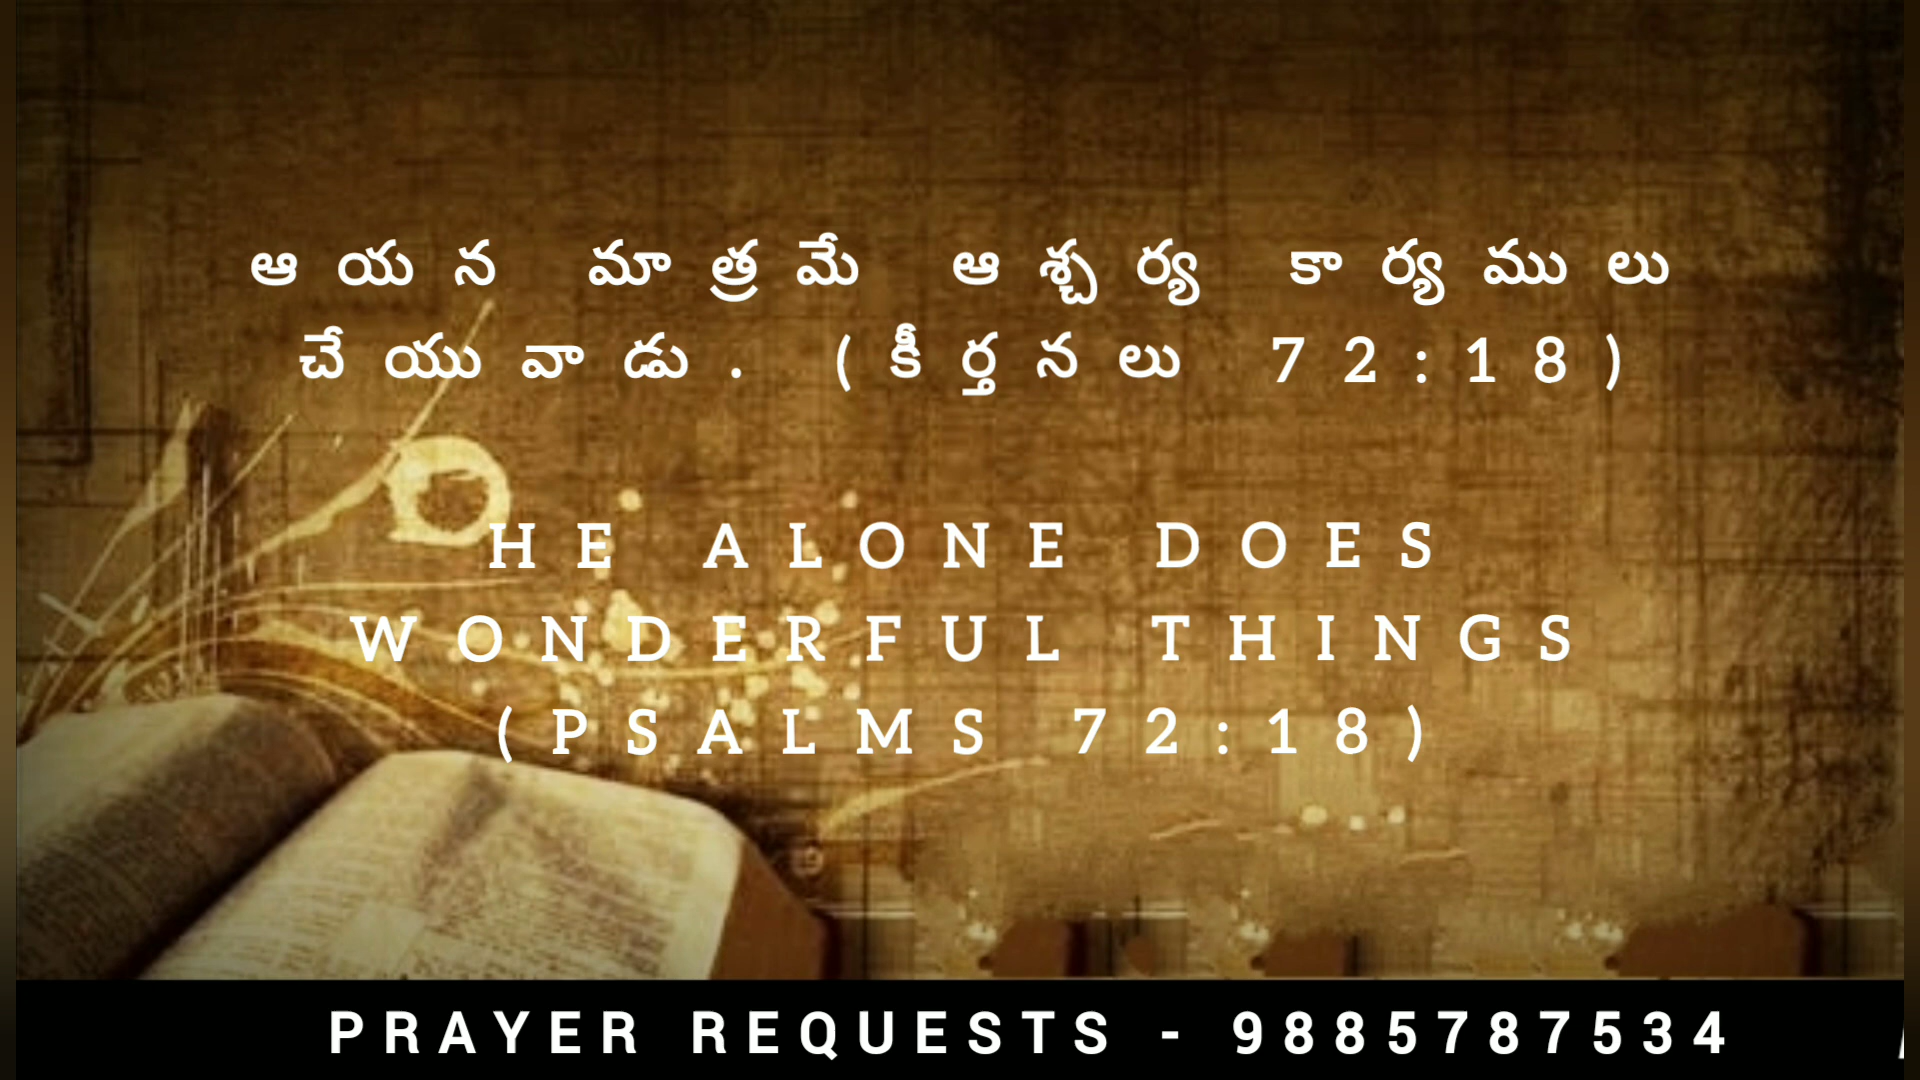 ఆయన మాత్రమే ఆశ్చర్య కార్యములు
చేయువాడు. (కీర్తనలు 72:18)
HE ALONE DOES
WONDERFUL THINGS
(PSALMS 72:18)
PRAYER REQUESTS - 9885787534